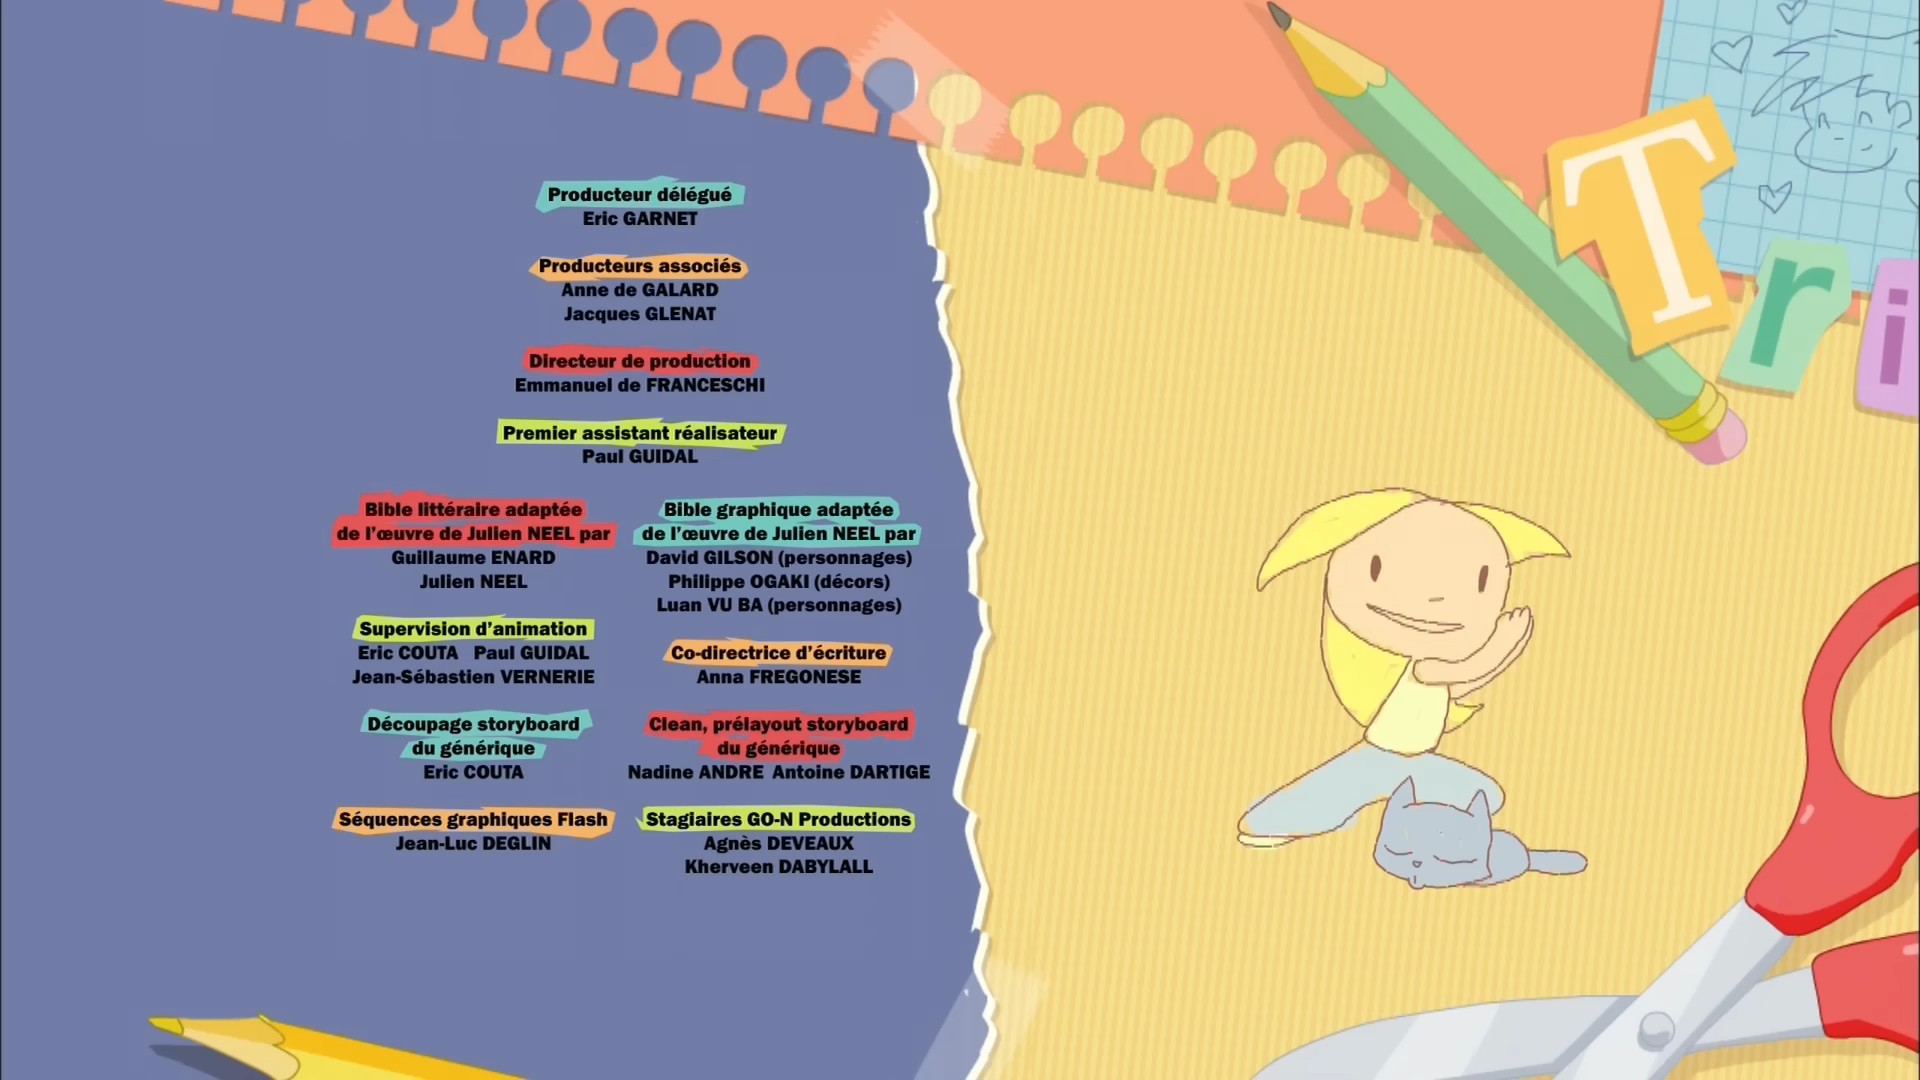 Producteur délégué
Eric GARNET
Producteurs associés
Anne de GALARD
Jacques GLENAT
Directeur de production
Emmanuel de FRANCESCHI
Premier assistant réalisateur
Paul GUIDAL
Bible littéraire adaptée
de l'œuvre de Julien NEEL par
Guillaume ENARD
Julien NEEL
Bible graphique adaptée
de l'œuvre de Julien NEEL par
David GILSON (personnages)
Philippe OGAKI (décors)
Luan VU BA (personnages)
Supervision d'animation
Eric COUTA Paul GUIDAL
Jean-Sébastien VERNERIE
Co-directrice d'écriture
Anna FREGONESE
Découpage storyboard
du générique
Eric COUTA
Clean, prélayout storyboard
du générique
Nadine ANDRE Antoine DARTIGE
Séquences graphiques Flash
Jean-Luc DEGLIN
Stagiaires GO-N Productions
Agnès DEVEAUX
Kherveen DABYLALL
Tri